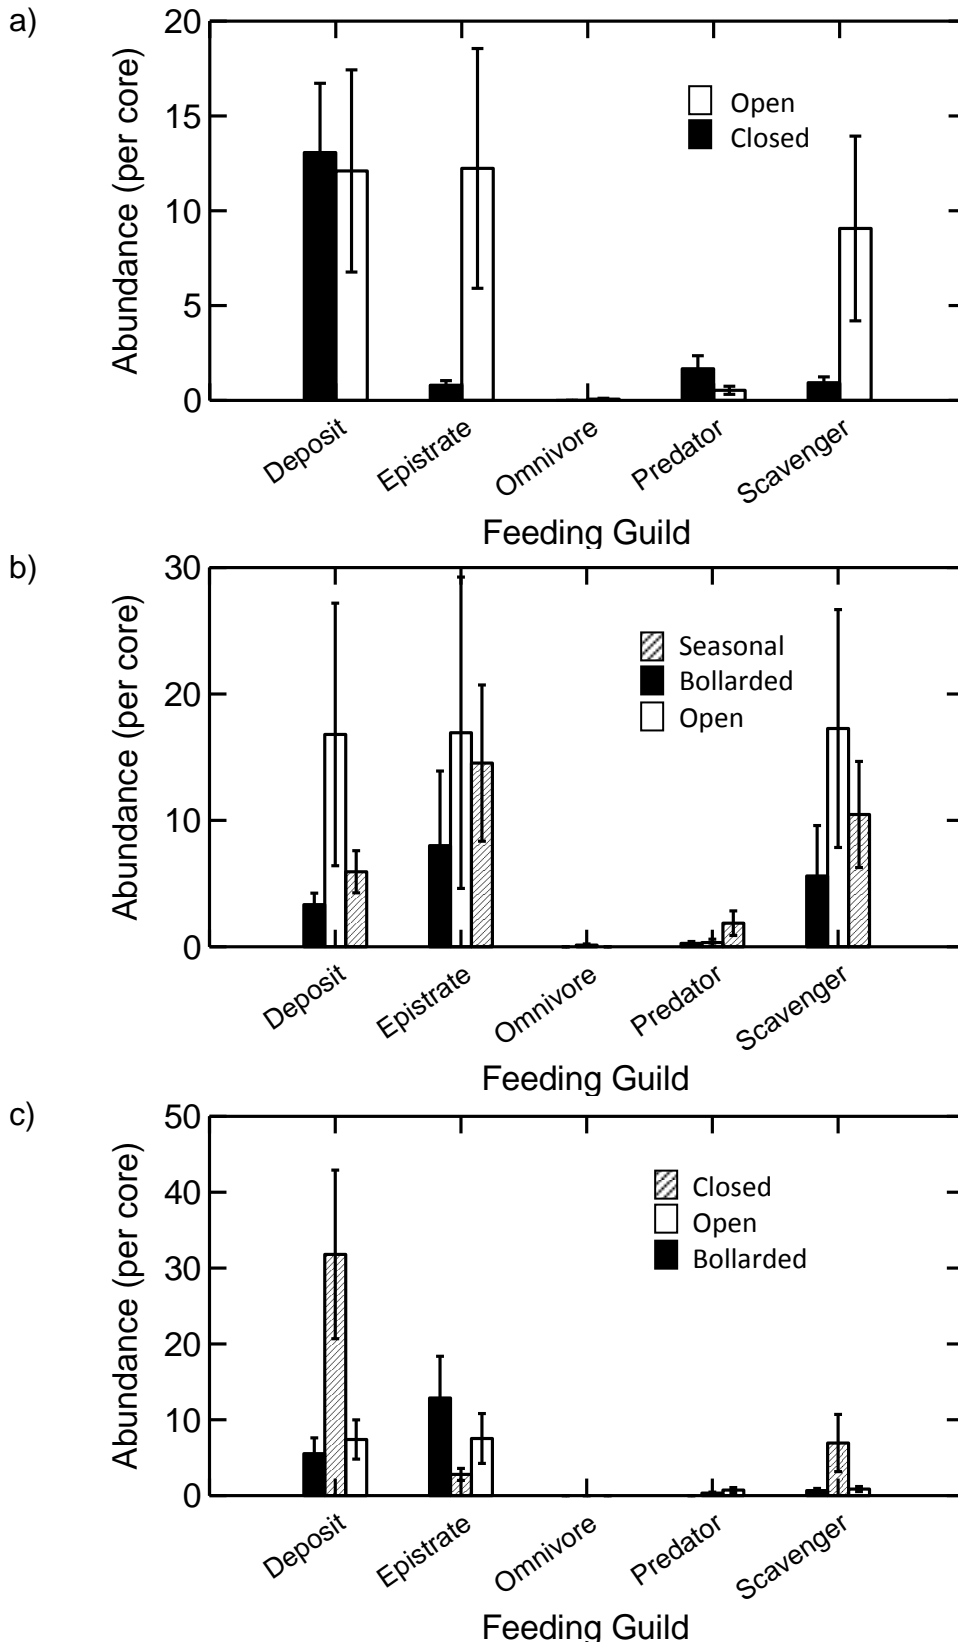 a)
20
15
10
5
0
Abundance (per core)
Open
Closed
Deposit
Epistrate
Omnivore
Predator
Scavenger
Feeding Guild
b)
30
20
10
0
Abundance (per core)
Seasonal
Bollarded
Open
Deposit
Epistrate
Omnivore
Predator
Scavenger
Feeding Guild
c)
50
40
30
20
10
0
Abundance (per core)
Closed
Open
Bollarded
Deposit
Epistrate
Omnivore
Predator
Scavenger
Feeding Guild